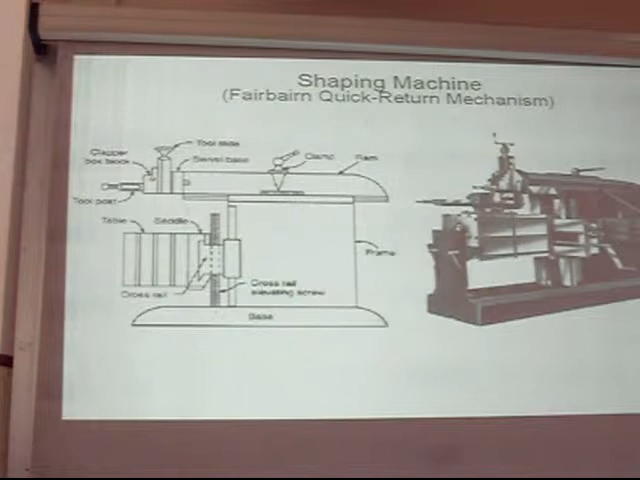 Shaping Machine
(Fairbairn Quick-Return Mechanism)
Tool slide
Clapper
box block
Swivel base
Clamp
Ram
Tool post
Table
Saddle
Frame
Cross rail
Cross rail
elevating screw
Base